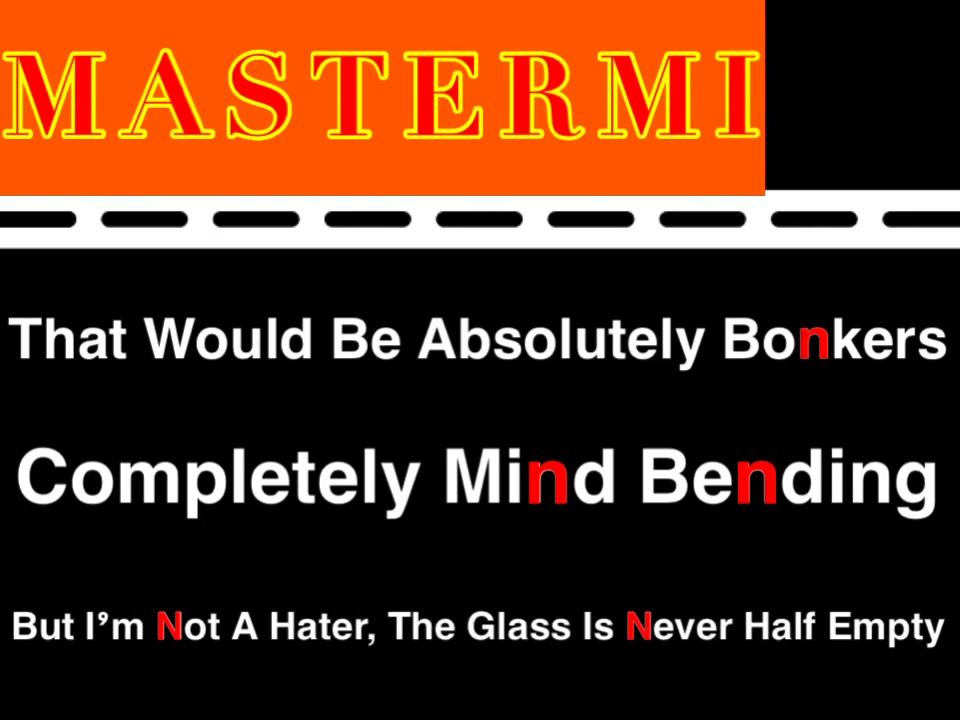 MASTERMI
That Would Be Absolutely Bonkers
Completely Mind Bending
But I'm Not A Hater, The Glass Is Never Half Empty